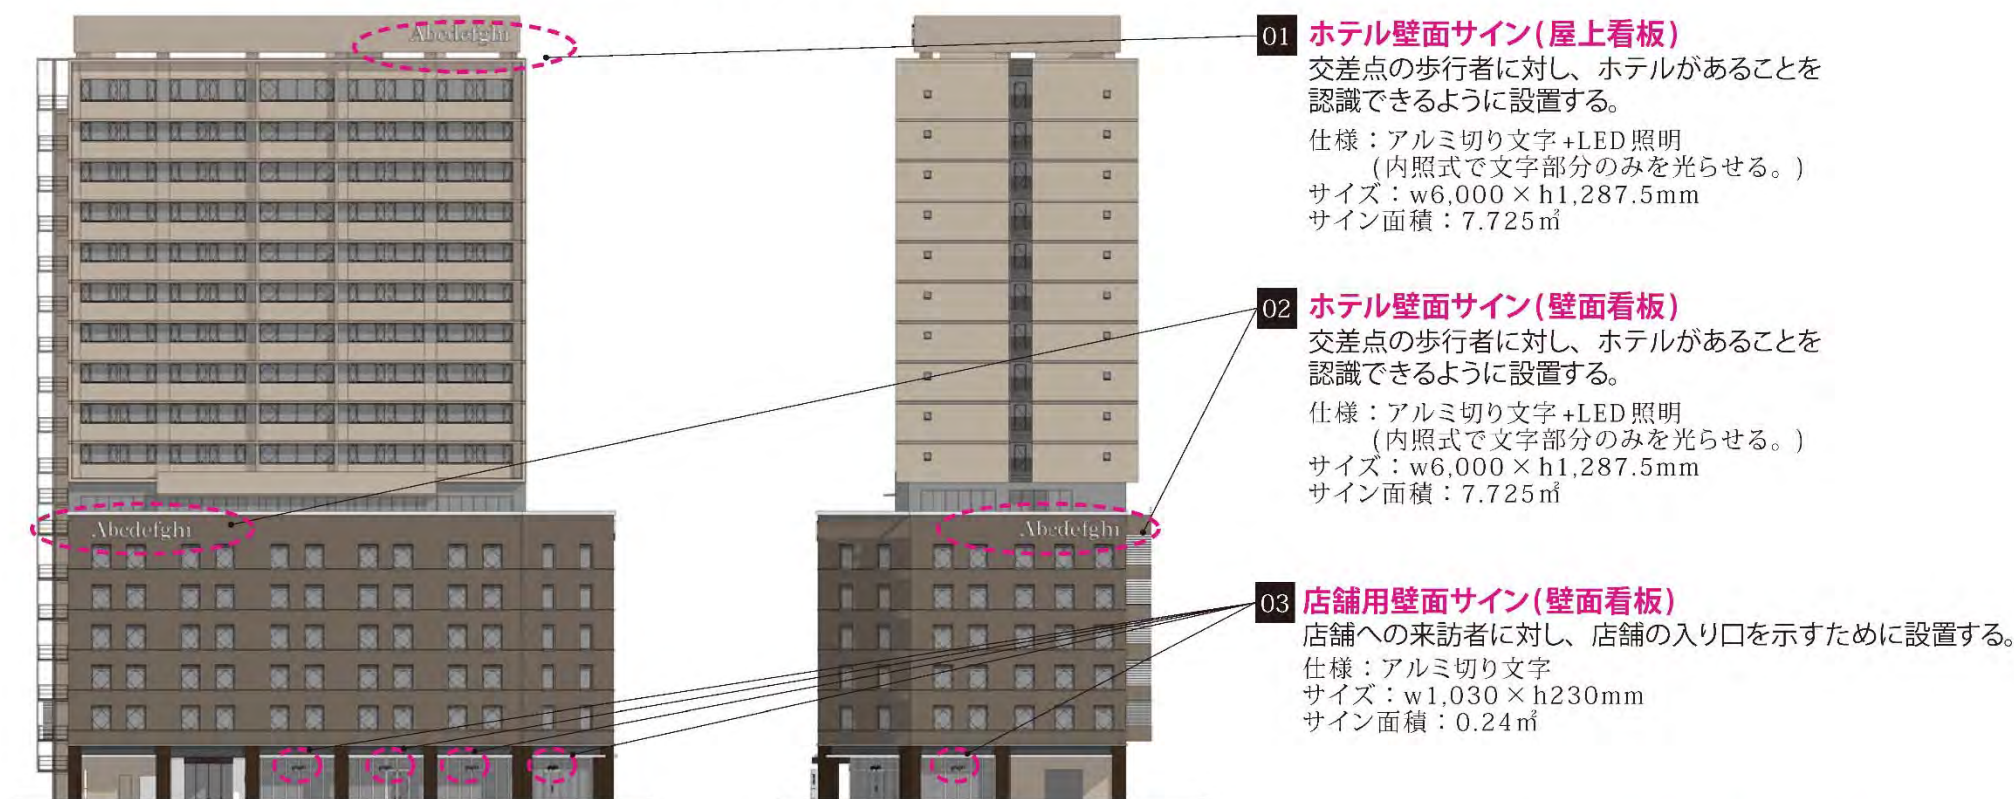 Abcdefghi
01 ホテル壁面サイン(屋上看板)
交差点の歩行者に対し、ホテルがあることを
認識できるように設置する。
仕様：アルミ切り文字+LED照明
(内照式で文字部分のみを光らせる。)
サイズ：w6,000×h1,287.5mm
サイン面積：7.725㎡
02 ホテル壁面サイン(壁面看板)
交差点の歩行者に対し、ホテルがあることを
認識できるように設置する。
仕様：アルミ切り文字+LED照明
(内照式で文字部分のみを光らせる。)
サイズ：w6,000×h1,287.5mm
サイン面積：7.725㎡
Abcdefghi
Abcdefghi
03 店舗用壁面サイン(壁面看板)
店舗への来訪者に対し、店舗の入り口を示すために設置する。
仕様：アルミ切り文字
サイズ：w1,030×h230mm
サイン面積：0.24㎡